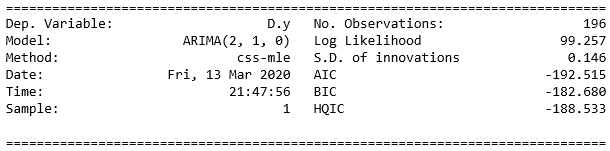 ==============================================================================
Dep. Variable:                    D.y   No. Observations:                  196
Model:                 ARIMA(2, 1, 0)   Log Likelihood                  99.257
Method:                       css-mle   S.D. of innovations              0.146
Date:                Fri, 13 Mar 2020   AIC                           -192.515
Time:                        21:47:56   BIC                           -182.680
Sample:                             1   HQIC                          -188.533
==============================================================================